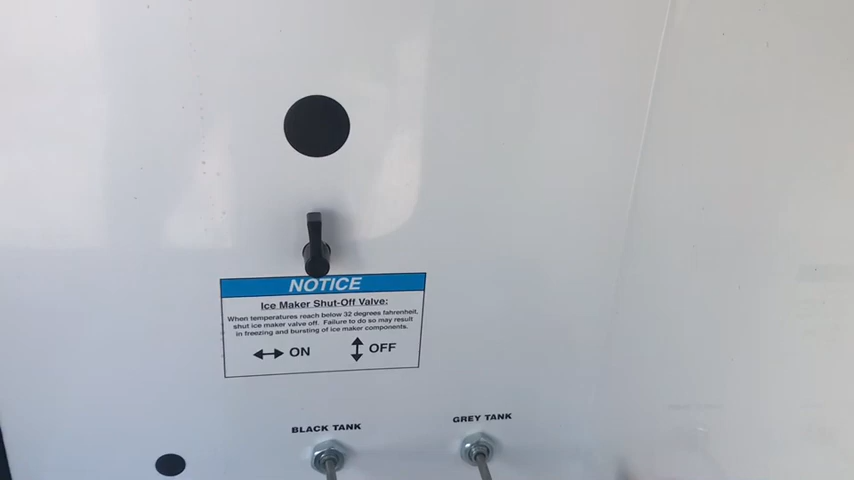 NOTICE
Ice Maker Shut-Off Valve:
When temperatures reach below 32 degrees fahrenheit,
shut ice maker valve off. Failure to do so may result
in freezing and bursting of ice maker components.
ON OFF
BLACK TANK GREY TANK